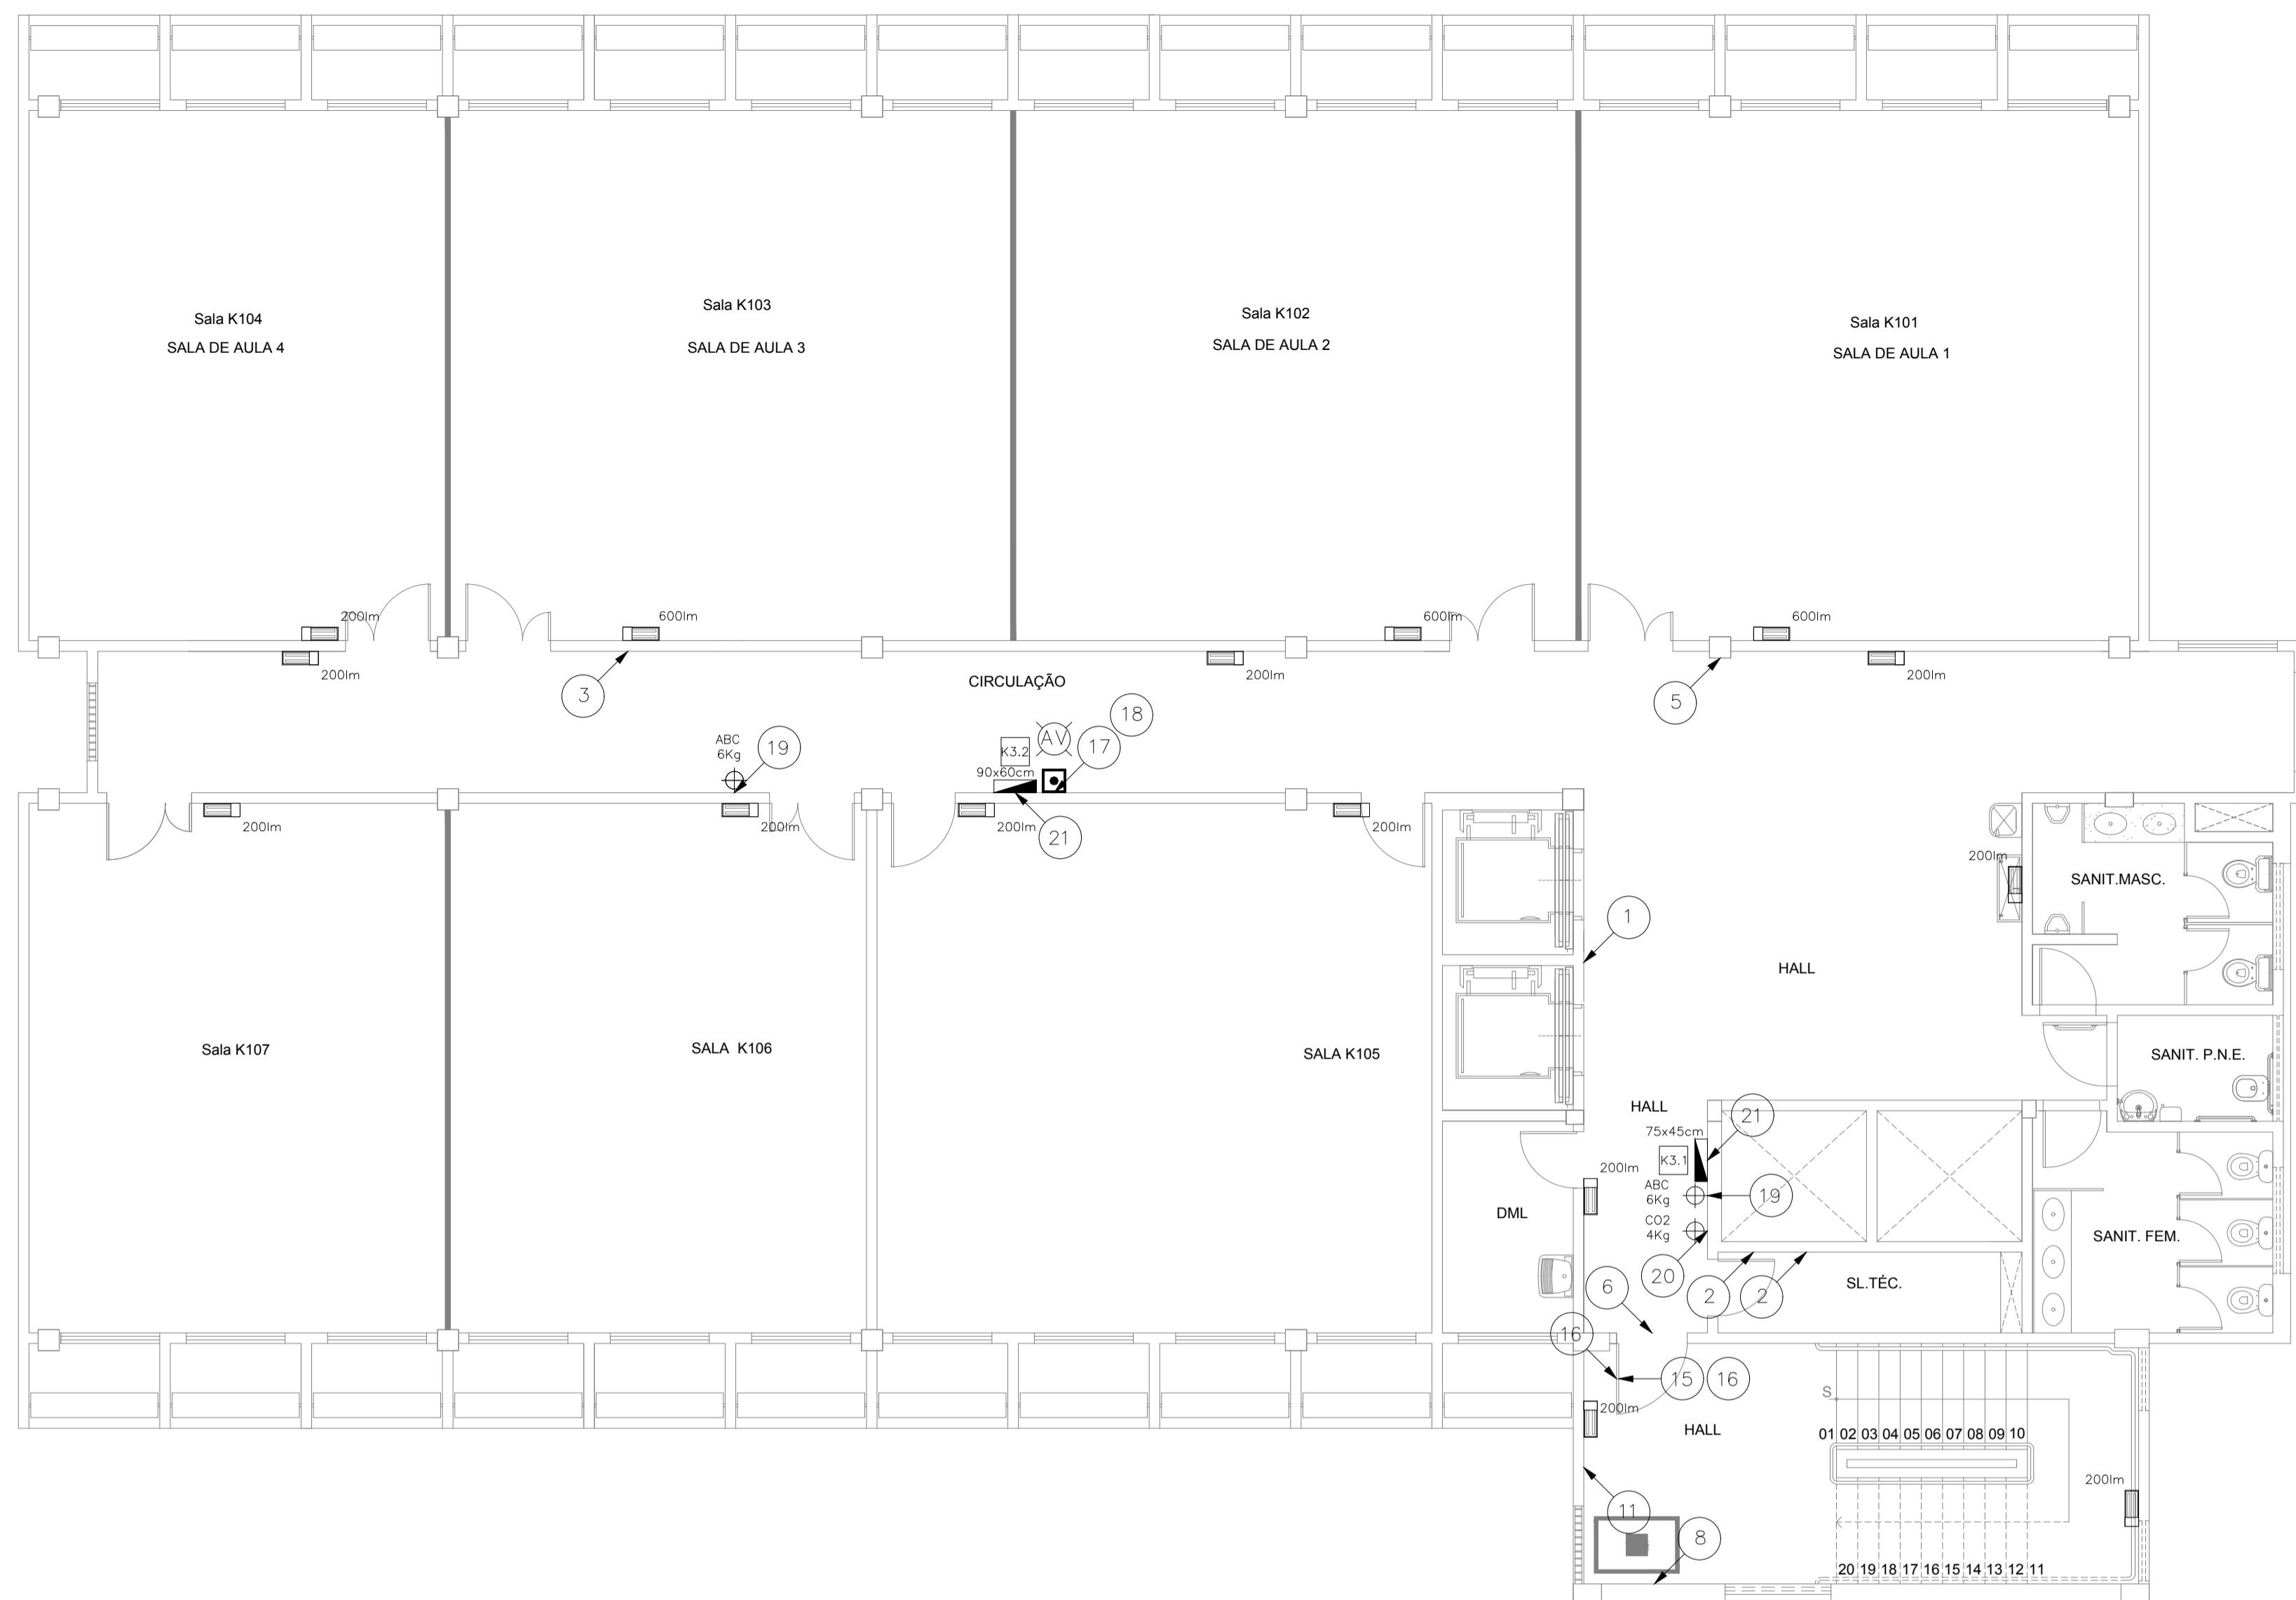 Sala K104
SALA DE AULA 4
Sala K103
SALA DE AULA 3
Sala K102
SALA DE AULA 2
Sala K101
SALA DE AULA 1
200lm
600lm
600lm
600lm
200lm
200lm
200lm
CIRCULAÇÃO
3
5
18
17
AV
K3.2
90x60cm
ABC
6Kg
19
21
200lm
200lm
200lm
200lm
200lm
1
SANIT.MASC.
HALL
Sala K107
SALA K106
SALA K105
SANIT. P.N.E.
HALL
75x45cm
21
K3.1
200lm
ABC
6Kg
19
CO2
4Kg
DML
SANIT. FEM.
20
6
2
2
SL.TÉC.
16
15
16
200lm
HALL
S
01 02 03 04 05 06 07 08 09 10
200lm
11
8
20 19 18 17 16 15 14 13 12 11